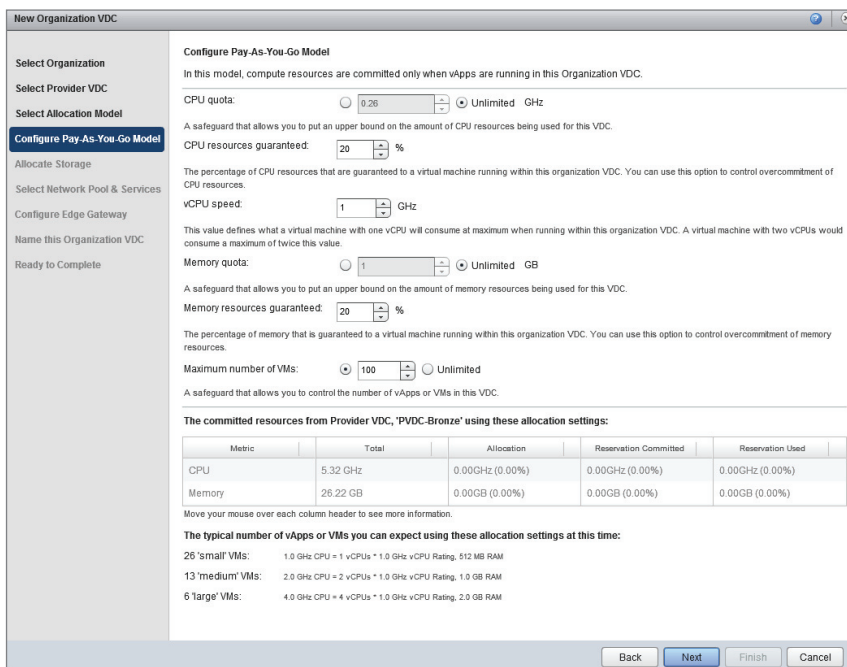 New Organization VDC
Select Organization
Select Provider VDC
Select Allocation Model
Configure Pay-As-You-Go Model
Allocate Storage
Select Network Pool & Services
Configure Edge Gateway
Name this Organization VDC
Ready to Complete
Configure Pay-As-You-Go Model
In this model, compute resources are committed only when vApps are running in this Organization VDC.
CPU quota: 0.26 Unlimited GHz
A safeguard that allows you to put an upper bound on the amount of CPU resources being used for this VDC.
CPU resources guaranteed: 20 %
The percentage of CPU resources that are guaranteed to a virtual machine running within this organization VDC. You can use this option to control overcommitment of
CPU resources.
vCPU speed: 1 GHz
This value defines what a virtual machine with one vCPU will consume at maximum when running within this organization VDC. A virtual machine with two vCPUs would
consume a maximum of twice this value.
Memory quota: 1 Unlimited GB
A safeguard that allows you to put an upper bound on the amount of memory resources being used for this VDC.
Memory resources guaranteed: 20 %
The percentage of memory that is guaranteed to a virtual machine running within this organization VDC. You can use this option to control overcommitment of memory
resources.
Maximum number of VMs: 100 Unlimited
A safeguard that allows you to control the number of vApps or VMs in this VDC.
The committed resources from Provider VDC, 'PVDC-Bronze' using these allocation settings:
Metric Total Allocation Reservation Committed Reservation Used
CPU 5.32 GHz 0.00GHz (0.00%) 0.00GHz (0.00%) 0.00GHz (0.00%)
Memory 26.22 GB 0.00GB (0.00%) 0.00GB (0.00%) 0.00GB (0.00%)
Move your mouse over each column header to see more information.
The typical number of vApps or VMs you can expect using these allocation settings at this time:
26 'small' VMs: 1.0 GHz CPU = 1 vCPUs * 1.0 GHz vCPU Rating, 512 MB RAM
13 'medium' VMs: 2.0 GHz CPU = 2 vCPUs * 1.0 GHz vCPU Rating, 1.0 GB RAM
6 'large' VMs: 4.0 GHz CPU = 4 vCPUs * 1.0 GHz vCPU Rating, 2.0 GB RAM
Back Next Finish Cancel